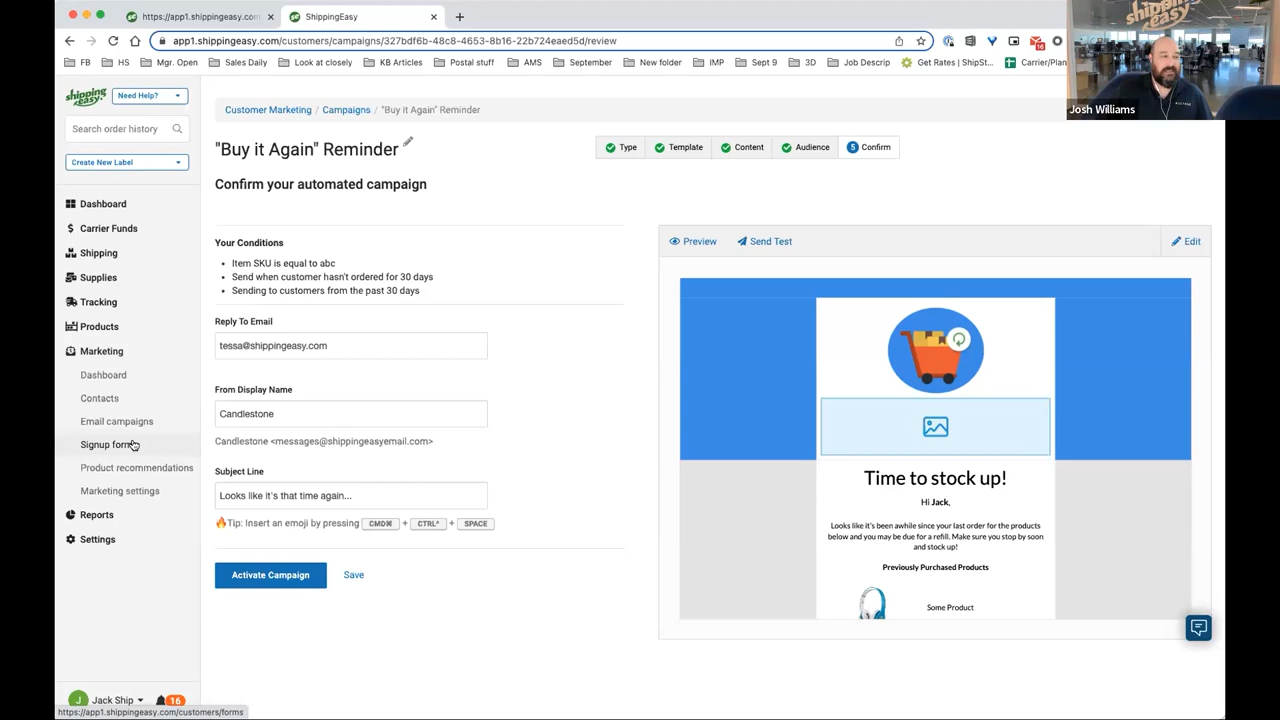 https://app1.shippingeasy.com
ShippingEasy
app1.shippingeasy.com/customers/campaigns/327bdf6b-48c8-4653-8b16-22b724eaed5d/review
16
FB
HS
Mgr. Open
Sales Daily
Look at closely
KB Articles
Postal stuff
AMS
September
New folder
IMP
Sept 9
3D
Job Descrip
Get Rates | ShipSt...
Carrier/Plan
shipping easy
Josh Williams
shipping easy.
Need Help?
Search order history
Create New Label
Dashboard
Carrier Funds
Shipping
Supplies
Tracking
Products
Marketing
Dashboard
Contacts
Email campaigns
Signup forms
Product recommendations
Marketing settings
Reports
Settings
J
Jack Ship
16
https://app1.shippingeasy.com/customers/forms
Customer Marketing / Campaigns / "Buy it Again" Reminder
"Buy it Again" Reminder
Type
Template
Content
Audience
5 Confirm
Confirm your automated campaign
Your Conditions
Item SKU is equal to abc
Send when customer hasn't ordered for 30 days
Sending to customers from the past 30 days
Reply To Email
tessa@shippingeasy.com
From Display Name
Candlestone
Candlestone <messages@shippingeasyemail.com>
Subject Line
Looks like it's that time again...
🔥Tip: Insert an emoji by pressing CMD⌘ + CTRL^ + SPACE
Activate Campaign
Save
Preview
Send Test
Edit
Time to stock up!
Hi Jack,
Looks like it's been awhile since your last order for the products
below and you may be due for a refill. Make sure you stop by soon
and stock up!
Previously Purchased Products
Some Product